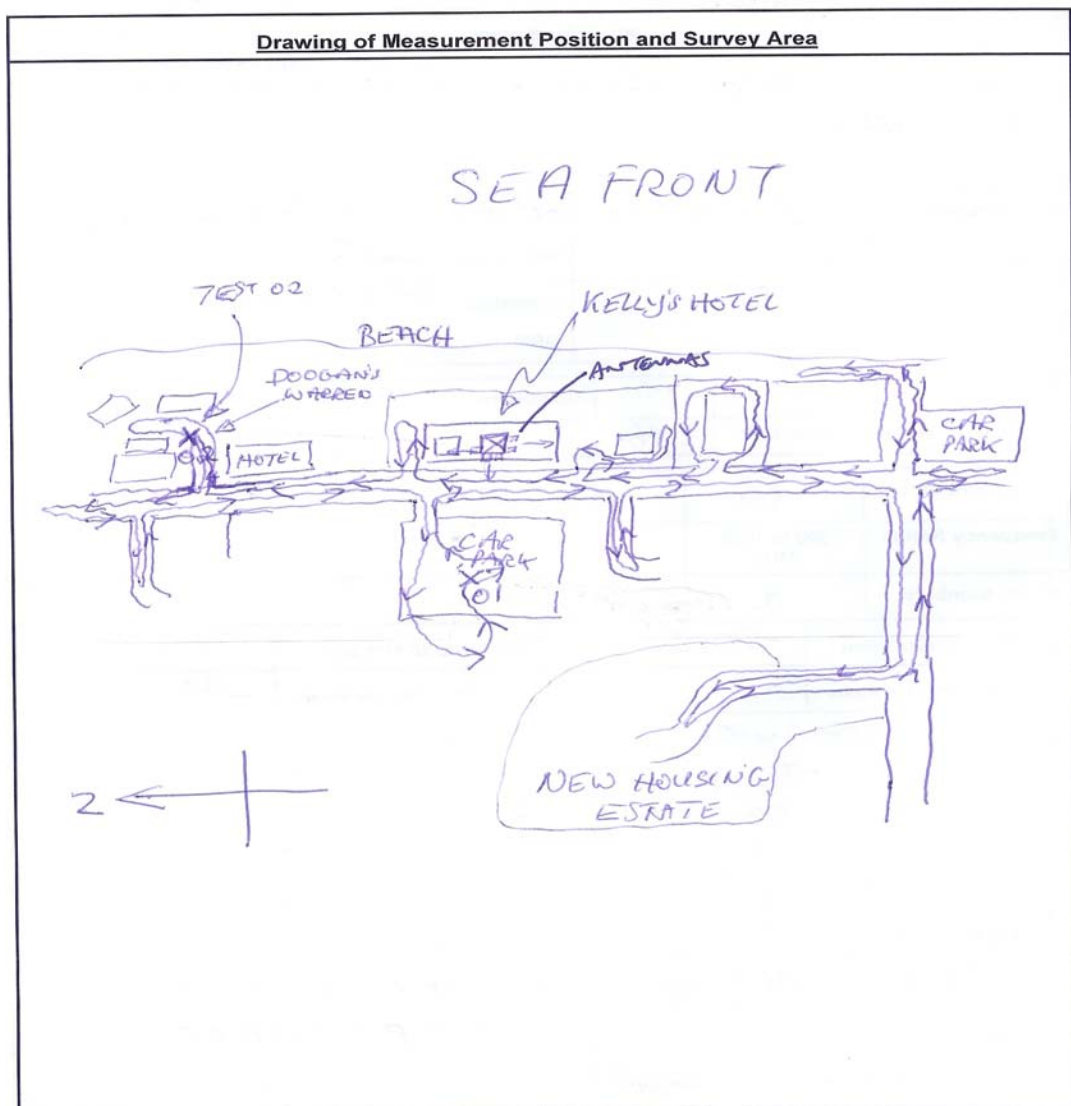 Drawing of Measurement Position and Survey Area
SEA FRONT
TEST 02
KELLY'S HOTEL
BEACH
ANTENNAS
DOOGAN'S
WARREN
02
HOTEL
CAR
PARK
CAR
PARK
01
NEW HOUSING
ESTATE
N